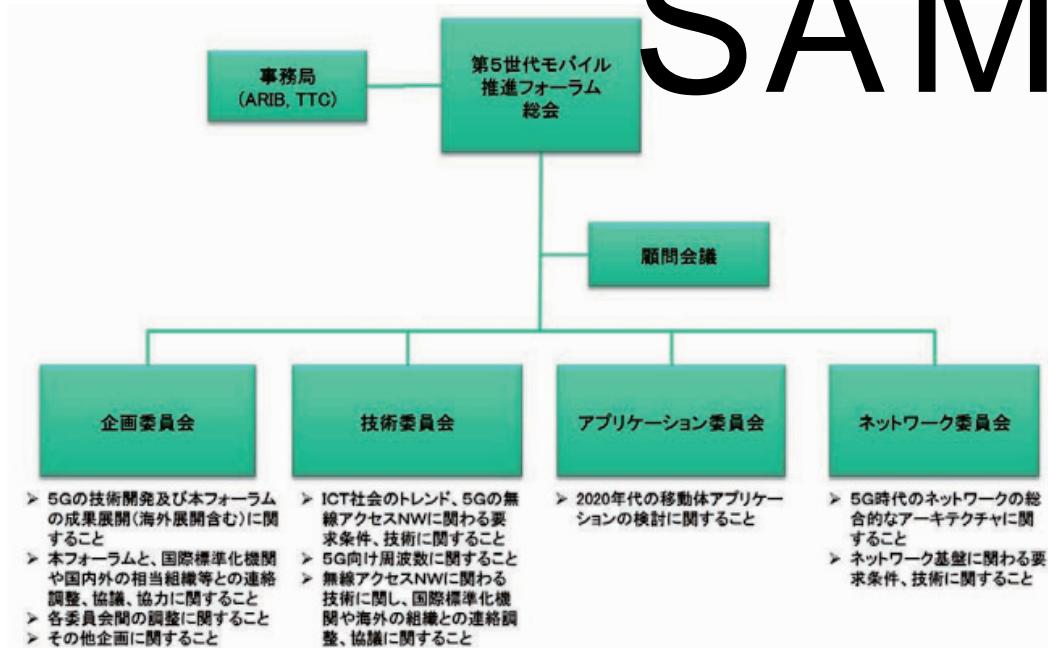 SAM
事務局
(ARIB, TTC)
第5世代モバイル
推進フォーラム
総会
顧問会議
企画委員会
技術委員会
アプリケーション委員会
ネットワーク委員会
➢ 5Gの技術開発及び本フォーラム
の成果展開(海外展開含む)に関
すること
➢ 本フォーラムと、国際標準化機関
や国内外の相当組織等との連絡
調整、協議、協力に関すること
➢ 各委員会間の調整に関すること
➢ その他企画に関すること
➢ ICT社会のトレンド、5Gの無
線アクセスNWに関わる要
求条件、技術に関すること
➢ 5G向け周波数に関すること
➢ 無線アクセスNWに関わる
技術に関し、国際標準化機
関や海外の組織との連絡調
整、協議に関すること
➢ 2020年代の移動体アプリケー
ションの検討に関すること
➢ 5G時代のネットワークの総
合的なアーキテクチャに関
すること
➢ ネットワーク基盤に関わる要
求条件、技術に関すること